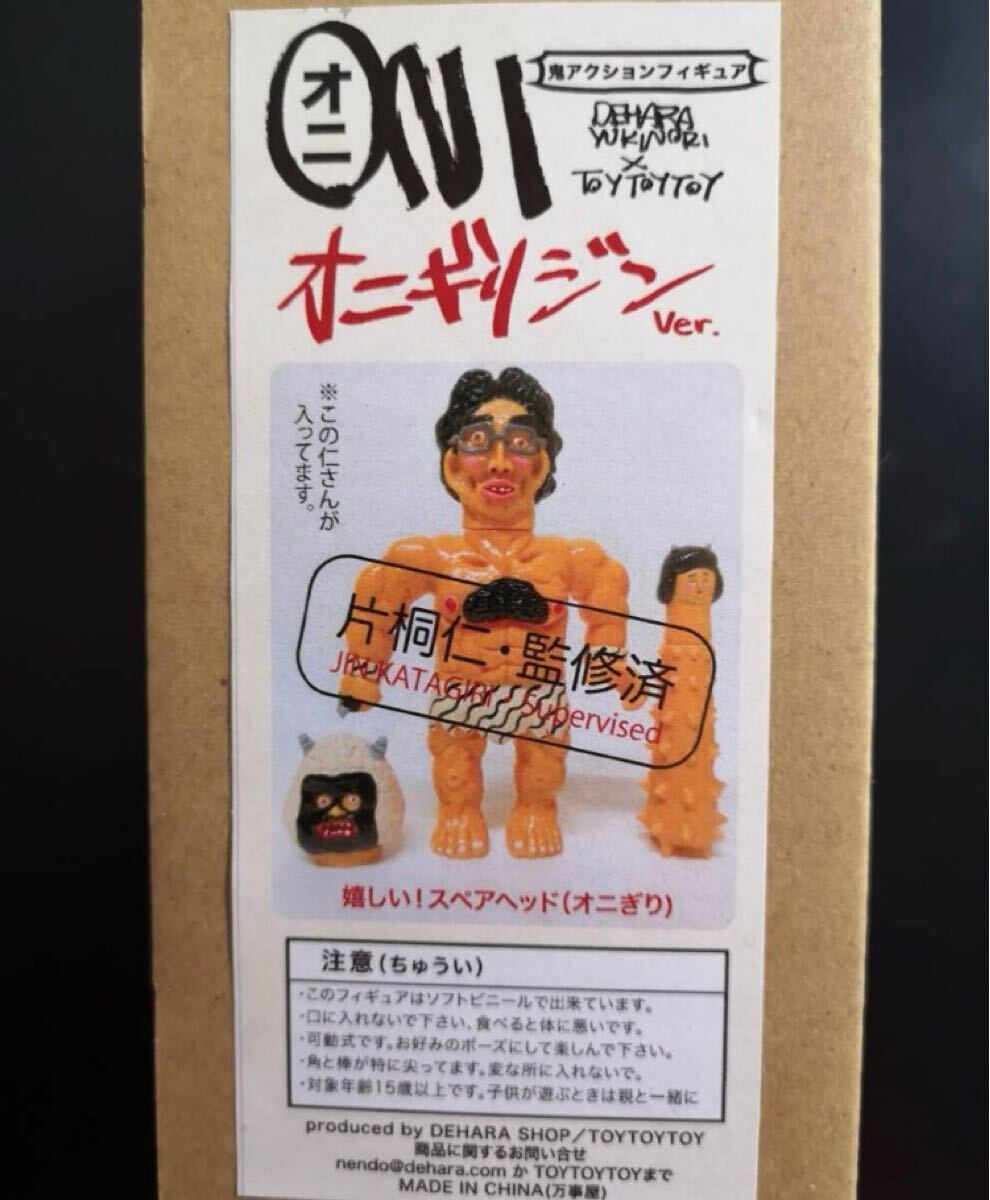 オニ
ONI
鬼アクションフィギュア
DEHARA
YUKINORI
×
TOYTOYTOY
オニギリジン
Ver.
※この仁さんが
入ってます。
片桐仁・監修済
JIN KATAGIRI・Supervised
嬉しい！スペアヘッド(オニぎり)
注意(ちゅうい)
・このフィギュアはソフトビニールで出来ています。
・口に入れないで下さい、食べると体に悪いです。
・可動式です。お好みのポーズにして楽しんで下さい。
・角と棒が特に尖ってます。変な所に入れないで。
・対象年齢15歳以上です。子供が遊ぶときは親と一緒に
produced by DEHARA SHOP／TOYTOYTOY
商品に関するお問い合せ
nendo@dehara.com か TOYTOYTOYまで
MADE IN CHINA(万事屋)